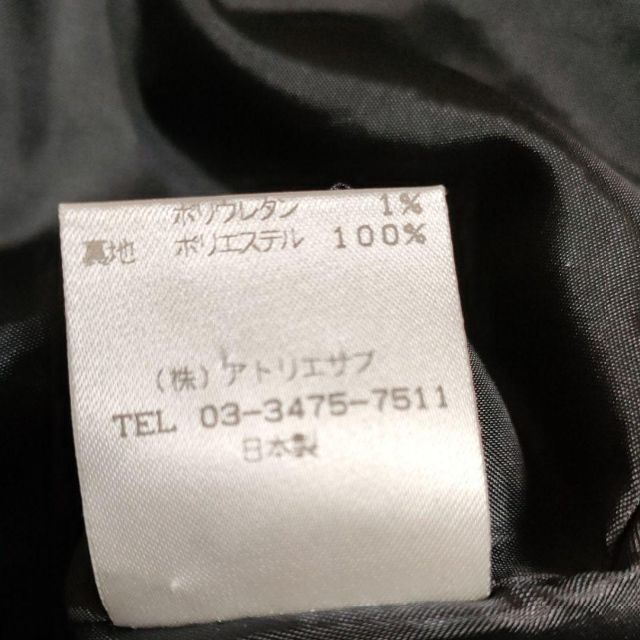 ポリウレタン 1%
裏地 ポリエステル 100%
(株)アトリエサブ
TEL 03-3475-7511
日本製